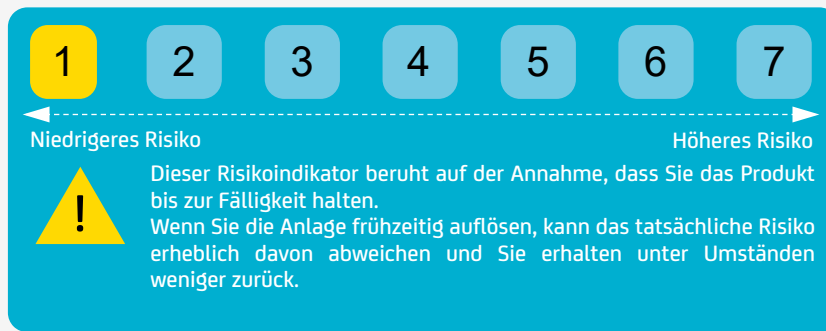 1 2 3 4 5 6 7
Niedrigeres Risiko Höheres Risiko
!
Dieser Risikoindikator beruht auf der Annahme, dass Sie das Produkt
bis zur Fälligkeit halten.
Wenn Sie die Anlage frühzeitig auflösen, kann das tatsächliche Risiko
erheblich davon abweichen und Sie erhalten unter Umständen
weniger zurück.